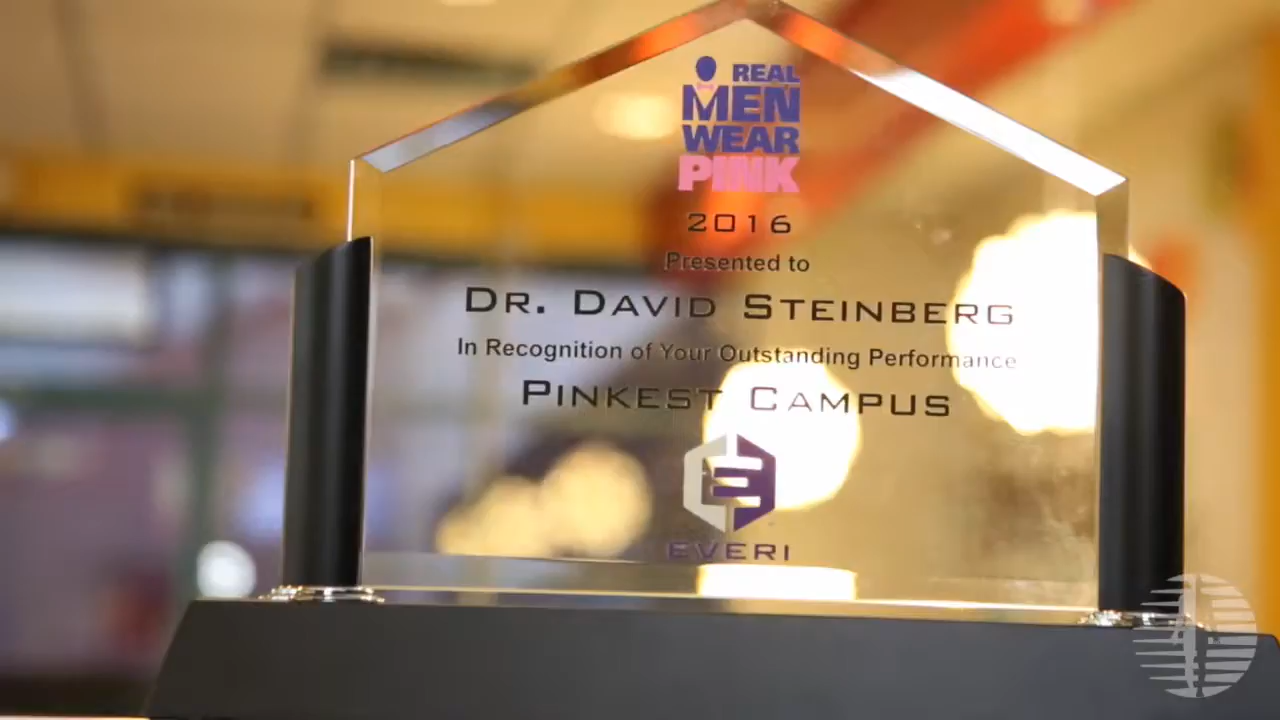 REAL
MEN
WEAR
PINK
2016
Presented to
DR. DAVID STEINBERG
In Recognition of Your Outstanding Performance
PINKEST CAMPUS
EVERI